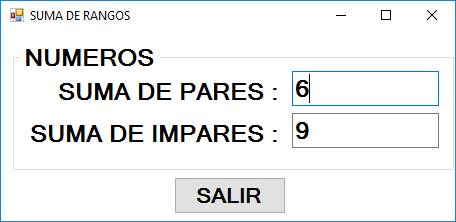 SUMA DE RANGOS
NUMEROS
SUMA DE PARES : 6
SUMA DE IMPARES : 9
SALIR